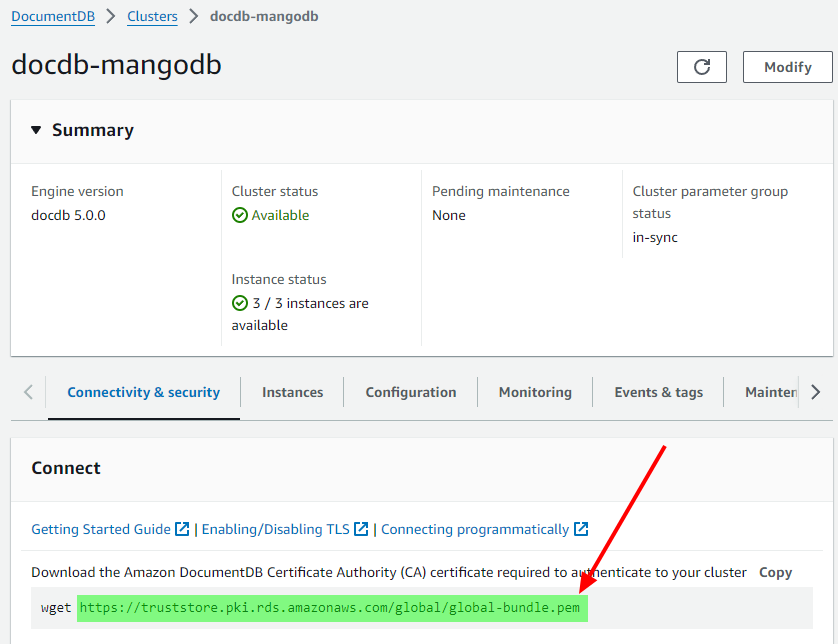 DocumentDB > Clusters > docdb-mangodb
docdb-mangodb
Modify
Summary
Engine version
docdb 5.0.0
Cluster status
Available
Instance status
3 / 3 instances are
available
Pending maintenance
None
Cluster parameter group
status
in-sync
Connectivity & security
Instances
Configuration
Monitoring
Events & tags
Mainten
Connect
Getting Started Guide | Enabling/Disabling TLS | Connecting programmatically
Download the Amazon DocumentDB Certificate Authority (CA) certificate required to authenticate to your cluster Copy
wget https://truststore.pki.rds.amazonaws.com/global/global-bundle.pem